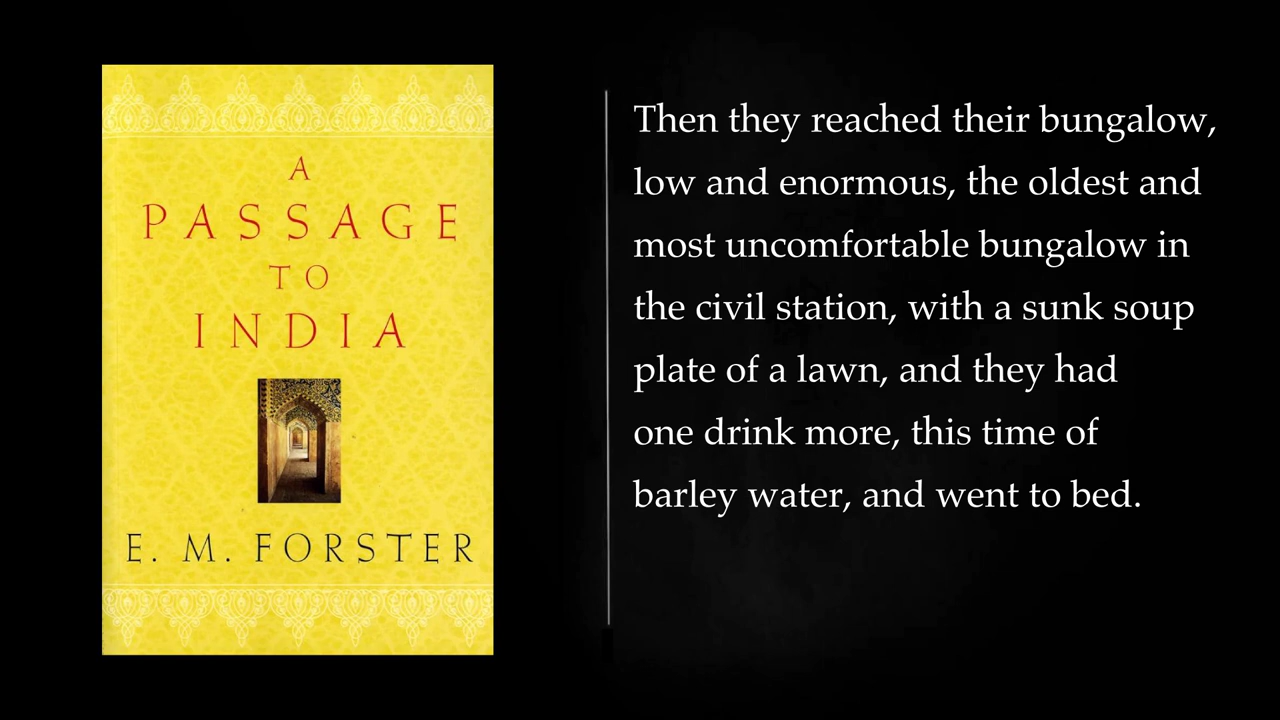 A
PASSAGE
TO
INDIA
E. M. FORSTER
Then they reached their bungalow,
low and enormous, the oldest and
most uncomfortable bungalow in
the civil station, with a sunk soup
plate of a lawn, and they had
one drink more, this time of
barley water, and went to bed.